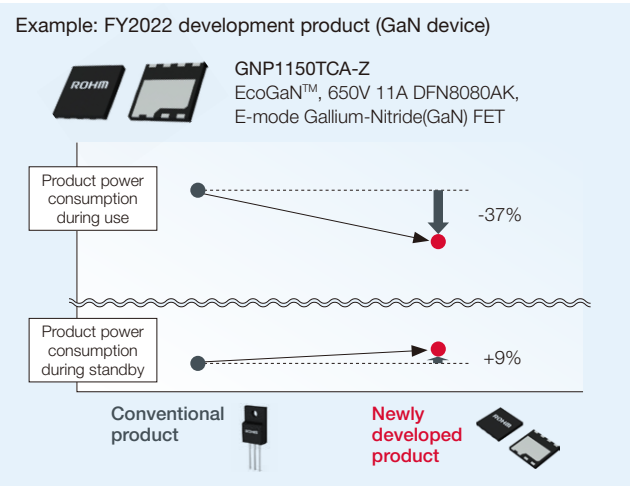 Example: FY2022 development product (GaN device)
ROHM
GNP1150TCA-Z
EcoGaN™, 650V 11A DFN8080AK,
E-mode Gallium-Nitride(GaN) FET
Product power
consumption
during use
-37%
Product power
consumption
during standby
+9%
Conventional
product
ROHM
Newly
developed
product
ROHM